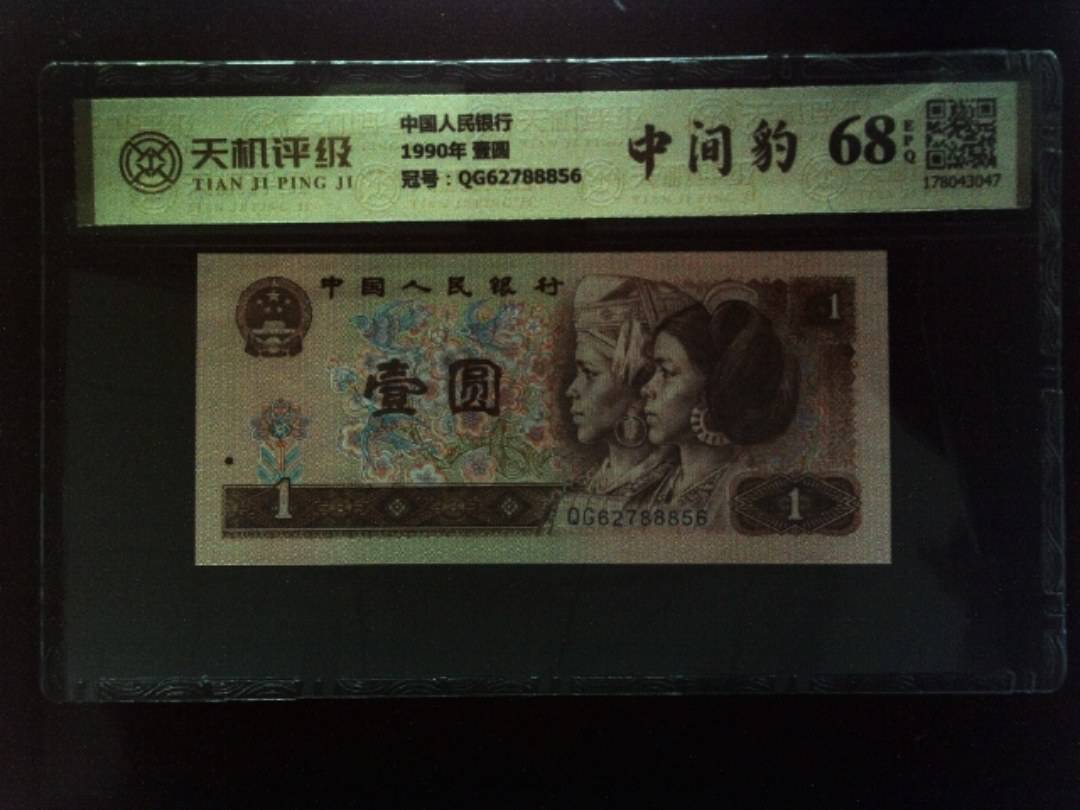 天机评级
TIAN JI PING JI
中国人民银行
1990年 壹圆
冠号：QG62788856
中间豹
68
EPQ
178043047
中国人民银行
壹圆
1
1
QG62788856
1